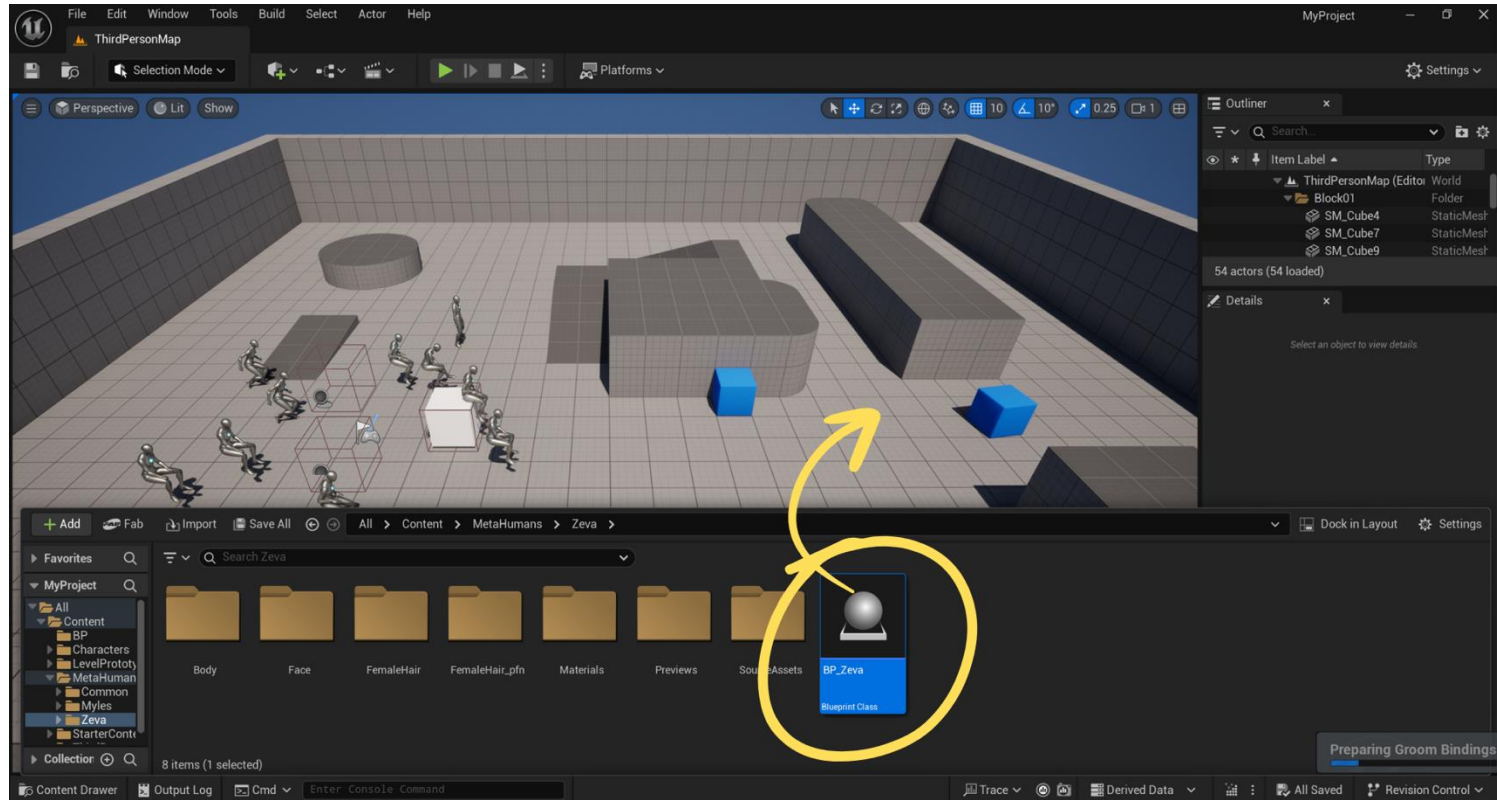 File Edit Window Tools Build Select Actor Help
MyProject
ThirdPersonMap
Selection Mode
Platforms
Settings
Perspective Lit Show
10 10° 0.25 1
Outliner
Search...
Item Label Type
ThirdPersonMap (Editor World
Block01 Folder
SM_Cube4 StaticMesh
SM_Cube7 StaticMesh
SM_Cube9 StaticMesh
54 actors (54 loaded)
Details
Select an object to view details.
+ Add Fab Import Save All All > Content > MetaHumans > Zeva >
Dock in Layout Settings
Favorites
Search Zeva
MyProject
All
Content
BP
Characters
LevelPrototy
MetaHuman
Common
Myles
Zeva
StarterConte
Collection
Body Face FemaleHair FemaleHair_pfn Materials Previews BP_Zeva
Blueprint Class
8 items (1 selected)
Preparing Groom Bindings
Content Drawer Output Log Cmd Enter Console Command
Trace Derived Data All Saved Revision Control